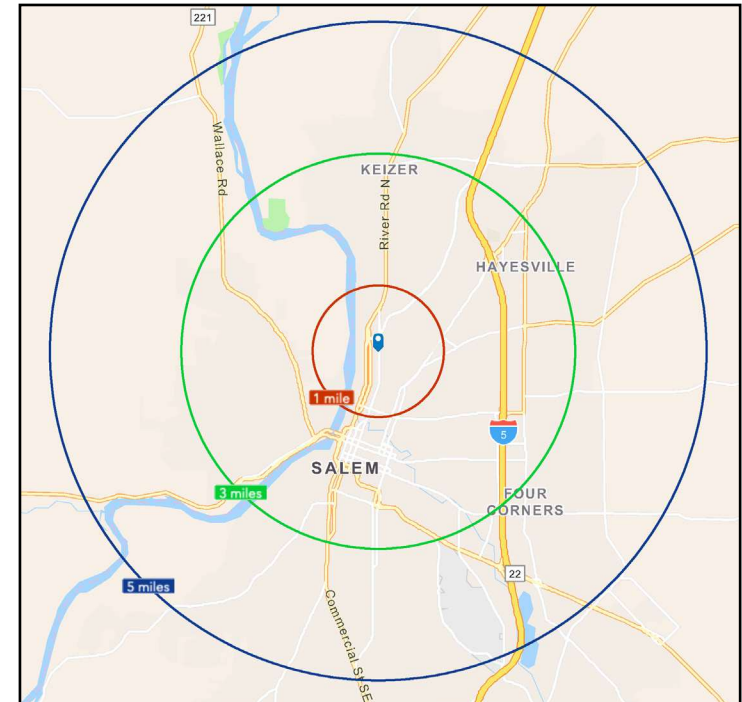 221
Wallace Rd
KEIZER
River Rd N
HAYESVILLE
1 mile
5
SALEM
3 miles
FOUR
CORNERS
22
5 miles
Commercial St SE